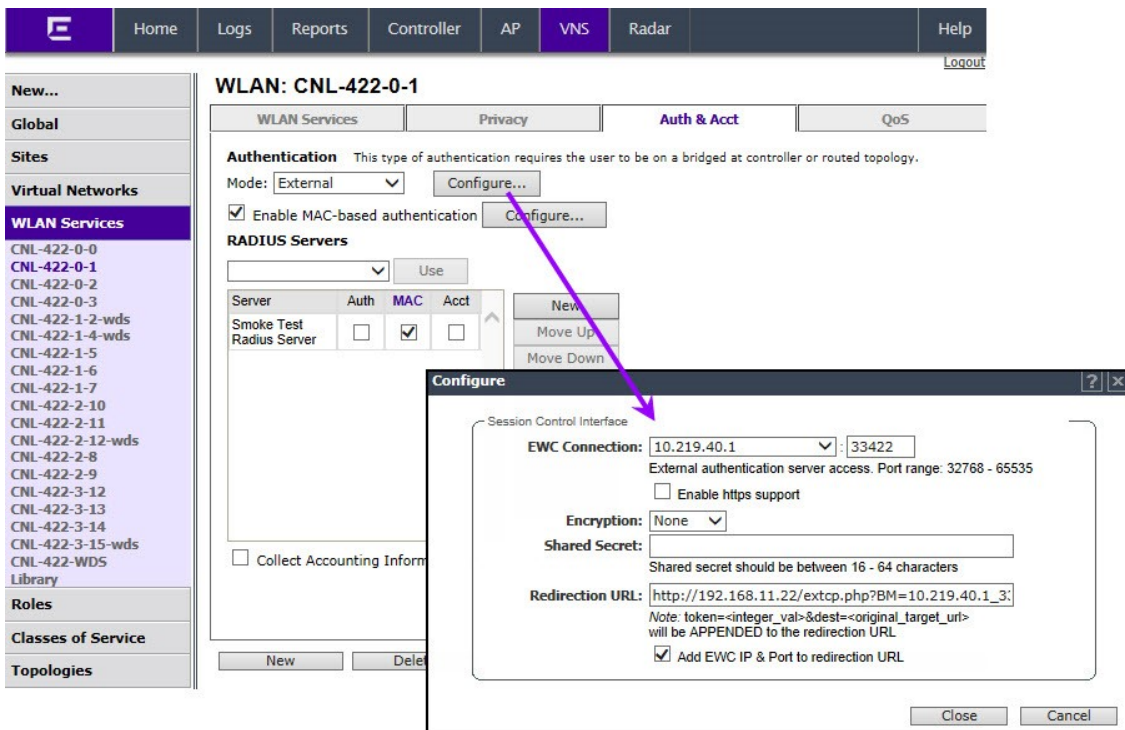 Home Logs Reports Controller AP VNS Radar Help
Logout
New...
Global
Sites
Virtual Networks
WLAN Services
CNL-422-0-0
CNL-422-0-1
CNL-422-0-2
CNL-422-0-3
CNL-422-1-2-wds
CNL-422-1-4-wds
CNL-422-1-5
CNL-422-1-6
CNL-422-1-7
CNL-422-2-10
CNL-422-2-11
CNL-422-2-12-wds
CNL-422-2-8
CNL-422-2-9
CNL-422-3-12
CNL-422-3-13
CNL-422-3-14
CNL-422-3-15-wds
CNL-422-WDS
Library
Roles
Classes of Service
Topologies
WLAN: CNL-422-0-1
WLAN Services Privacy Auth & Acct QoS
Authentication This type of authentication requires the user to be on a bridged at controller or routed topology.
Mode: External Configure...
Enable MAC-based authentication Configure...
RADIUS Servers
Use
Server Auth MAC Acct
Smoke Test
Radius Server
New
Move Up
Move Down
Collect Accounting Inform
New Delet
Configure ? x
Session Control Interface
EWC Connection: 10.219.40.1 : 33422
External authentication server access. Port range: 32768 - 65535
Enable https support
Encryption: None
Shared Secret:
Shared secret should be between 16 - 64 characters
Redirection URL: http://192.168.11.22/extcp.php?BM=10.219.40.1_3
Note: token=<integer_val>&dest=<original_target_url>
will be APPENDED to the redirection URL
Add EWC IP & Port to redirection URL
Close Cancel